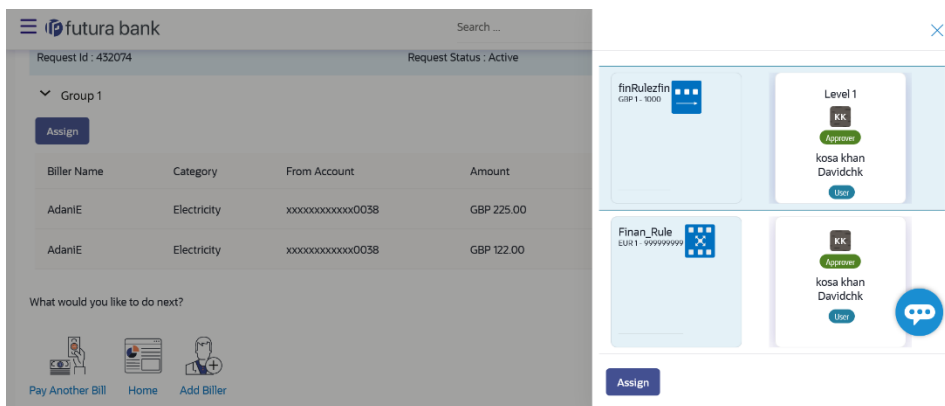 futura bank
Search ...
Request Id : 432074
Request Status : Active
Group 1
Assign
Biller Name
Category
From Account
Amount
AdaniE
Electricity
xxxxxxxxxxxx0038
GBP 225.00
AdaniE
Electricity
xxxxxxxxxxxx0038
GBP 122.00
What would you like to do next?
Pay Another Bill
Home
Add Biller
finRulezfin
GBP 1 - 1000
Level 1
KK
Approver
kosa khan
Davidchk
User
Finan_Rule
EUR 1 - 999999999
KK
Approver
kosa khan
Davidchk
User
Assign